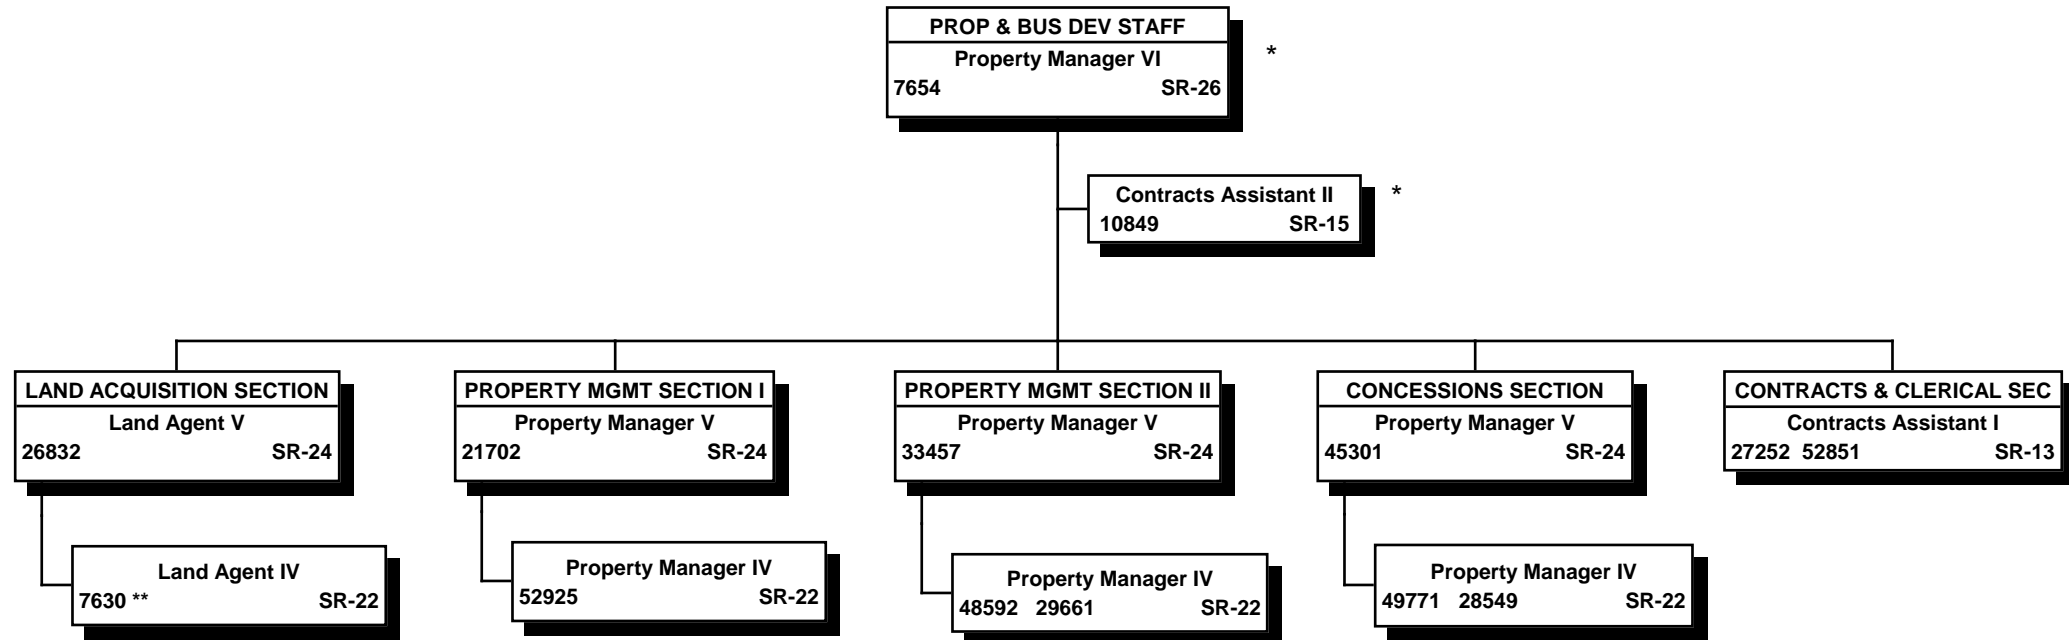 PROP & BUS DEV STAFF
Property Manager VI
*
7654 SR-26
Contracts Assistant II
*
10849 SR-15
LAND ACQUISITION SECTION
Land Agent V
26832 SR-24
Land Agent IV
7630 ** SR-22
PROPERTY MGMT SECTION I
Property Manager V
21702 SR-24
Property Manager IV
52925 SR-22
PROPERTY MGMT SECTION II
Property Manager V
33457 SR-24
Property Manager IV
48592 29661 SR-22
CONCESSIONS SECTION
Property Manager V
45301 SR-24
Property Manager IV
49771 28549 SR-22
CONTRACTS & CLERICAL SEC
Contracts Assistant I
27252 52851 SR-13